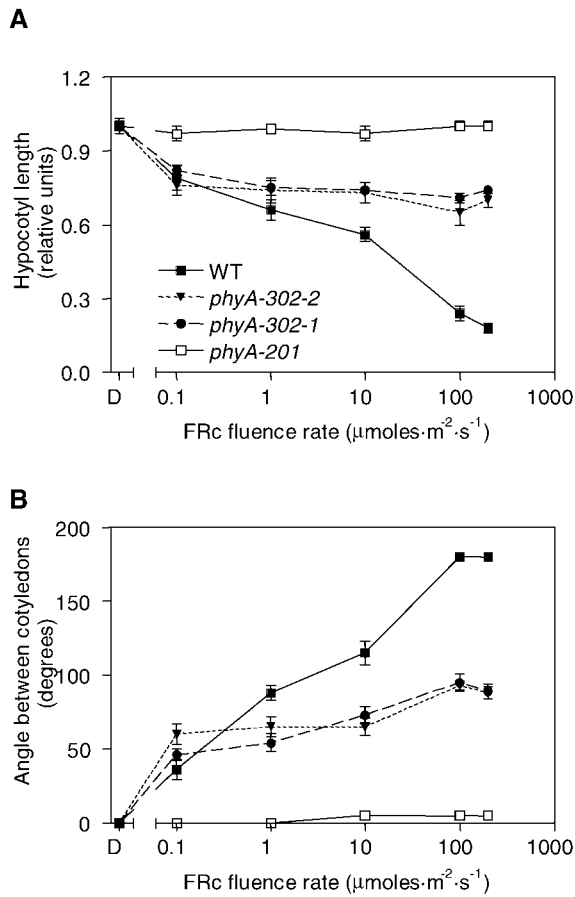 A
Hypocotyl length
(relative units)
1.2
0.9
0.6
0.3
0.0
WT
phyA-302-2
phyA-302-1
phyA-201
D 0.1 1 10 100 1000
FRc fluence rate (μmoles·m⁻²·s⁻¹)
B
Angle between cotyledons
(degrees)
200
150
100
50
0
D 0.1 1 10 100 1000
FRc fluence rate (μmoles·m⁻²·s⁻¹)